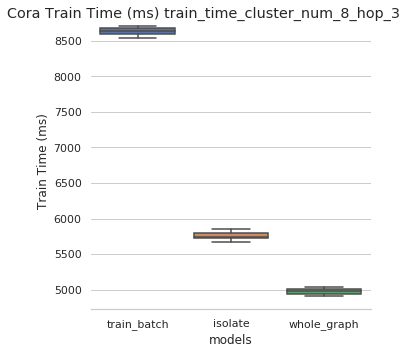 Cora Train Time (ms) train_time_cluster_num_8_hop_3
8500
8000
7500
7000
6500
6000
5500
5000
Train Time (ms)
train_batch
isolate
whole_graph
models